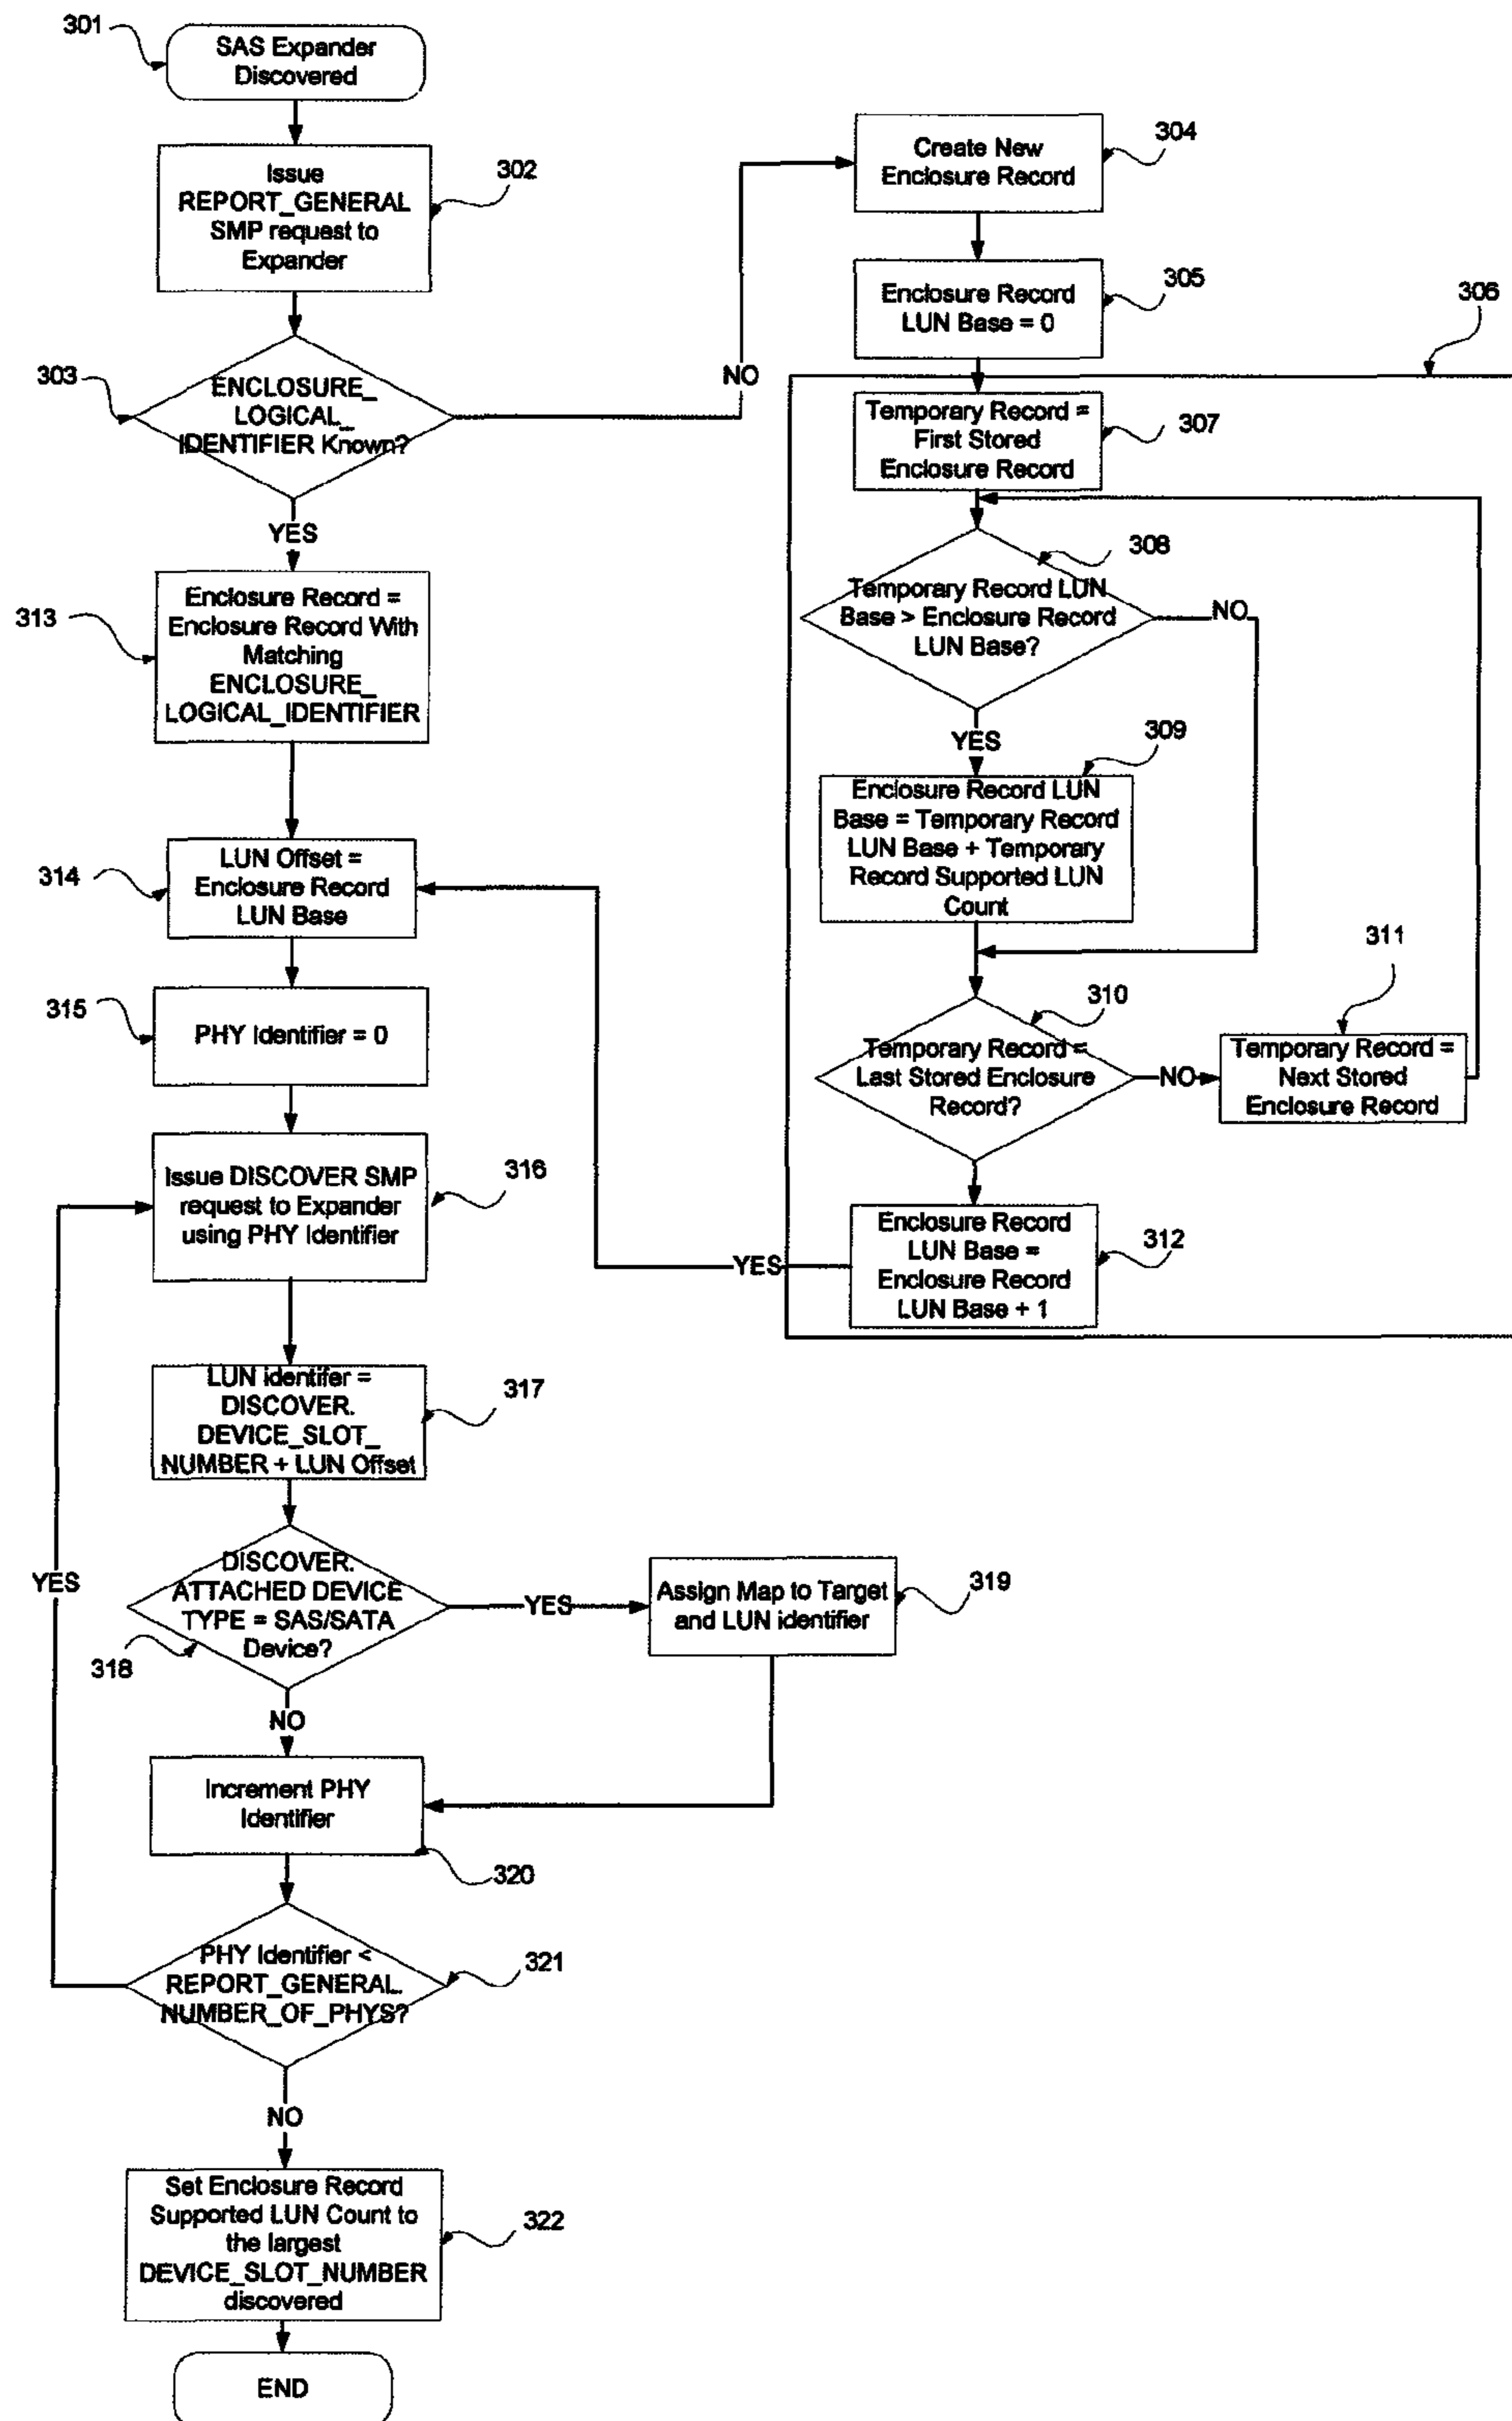 301
SAS Expander
Discovered
Issue
REPORT_GENERAL
SMP request to
Expander
302
303
ENCLOSURE_
LOGICAL_
IDENTIFIER Known?
NO
YES
304
Create New
Enclosure Record
305
Enclosure Record
LUN Base = 0
306
Temporary Record =
First Stored
Enclosure Record
307
308
Temporary Record LUN
Base > Enclosure Record
LUN Base?
NO
YES
309
Enclosure Record LUN
Base = Temporary Record
LUN Base + Temporary
Record Supported LUN
Count
310
Temporary Record =
Last Stored Enclosure
Record?
NO
311
Temporary Record =
Next Stored
Enclosure Record
Enclosure Record
LUN Base =
Enclosure Record
LUN Base + 1
312
YES
313
Enclosure Record =
Enclosure Record With
Matching
ENCLOSURE_
LOGICAL_IDENTIFIER
314
LUN Offset =
Enclosure Record
LUN Base
315
PHY Identifier = 0
Issue DISCOVER SMP
request to Expander
using PHY Identifier
316
LUN identifer =
DISCOVER.
DEVICE_SLOT_
NUMBER + LUN Offset
317
DISCOVER.
ATTACHED DEVICE
TYPE = SAS/SATA
Device?
318
YES
NO
Assign Map to Target
and LUN identifier
319
Increment PHY
Identifier
320
YES
PHY Identifier <
REPORT_GENERAL.
NUMBER_OF_PHYS?
321
NO
Set Enclosure Record
Supported LUN Count to
the largest
DEVICE_SLOT_NUMBER
discovered
322
END